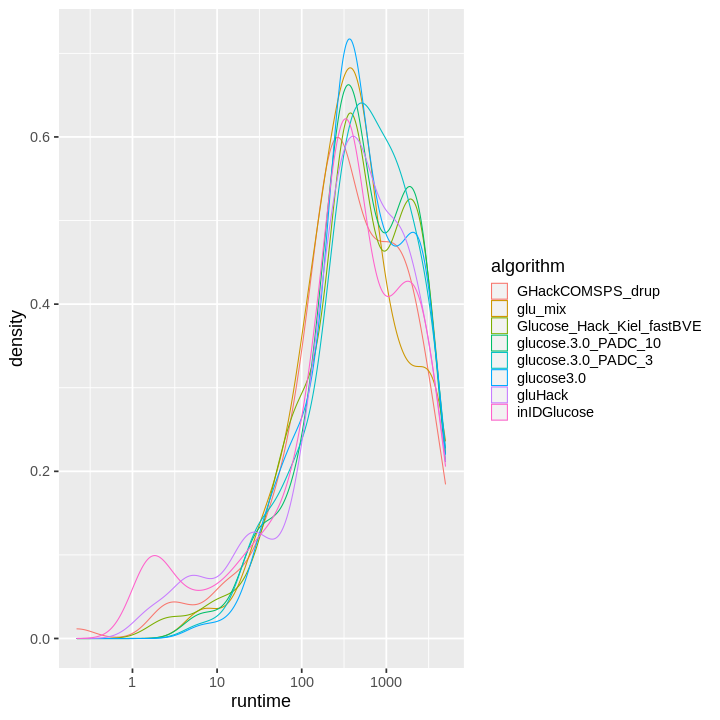 0.6
0.4
0.2
0.0
density
1 10 100 1000
runtime
algorithm
GHackCOMSPS_drup
glu_mix
Glucose_Hack_Kiel_fastBVE
glucose.3.0_PADC_10
glucose.3.0_PADC_3
glucose3.0
gluHack
inIDGlucose